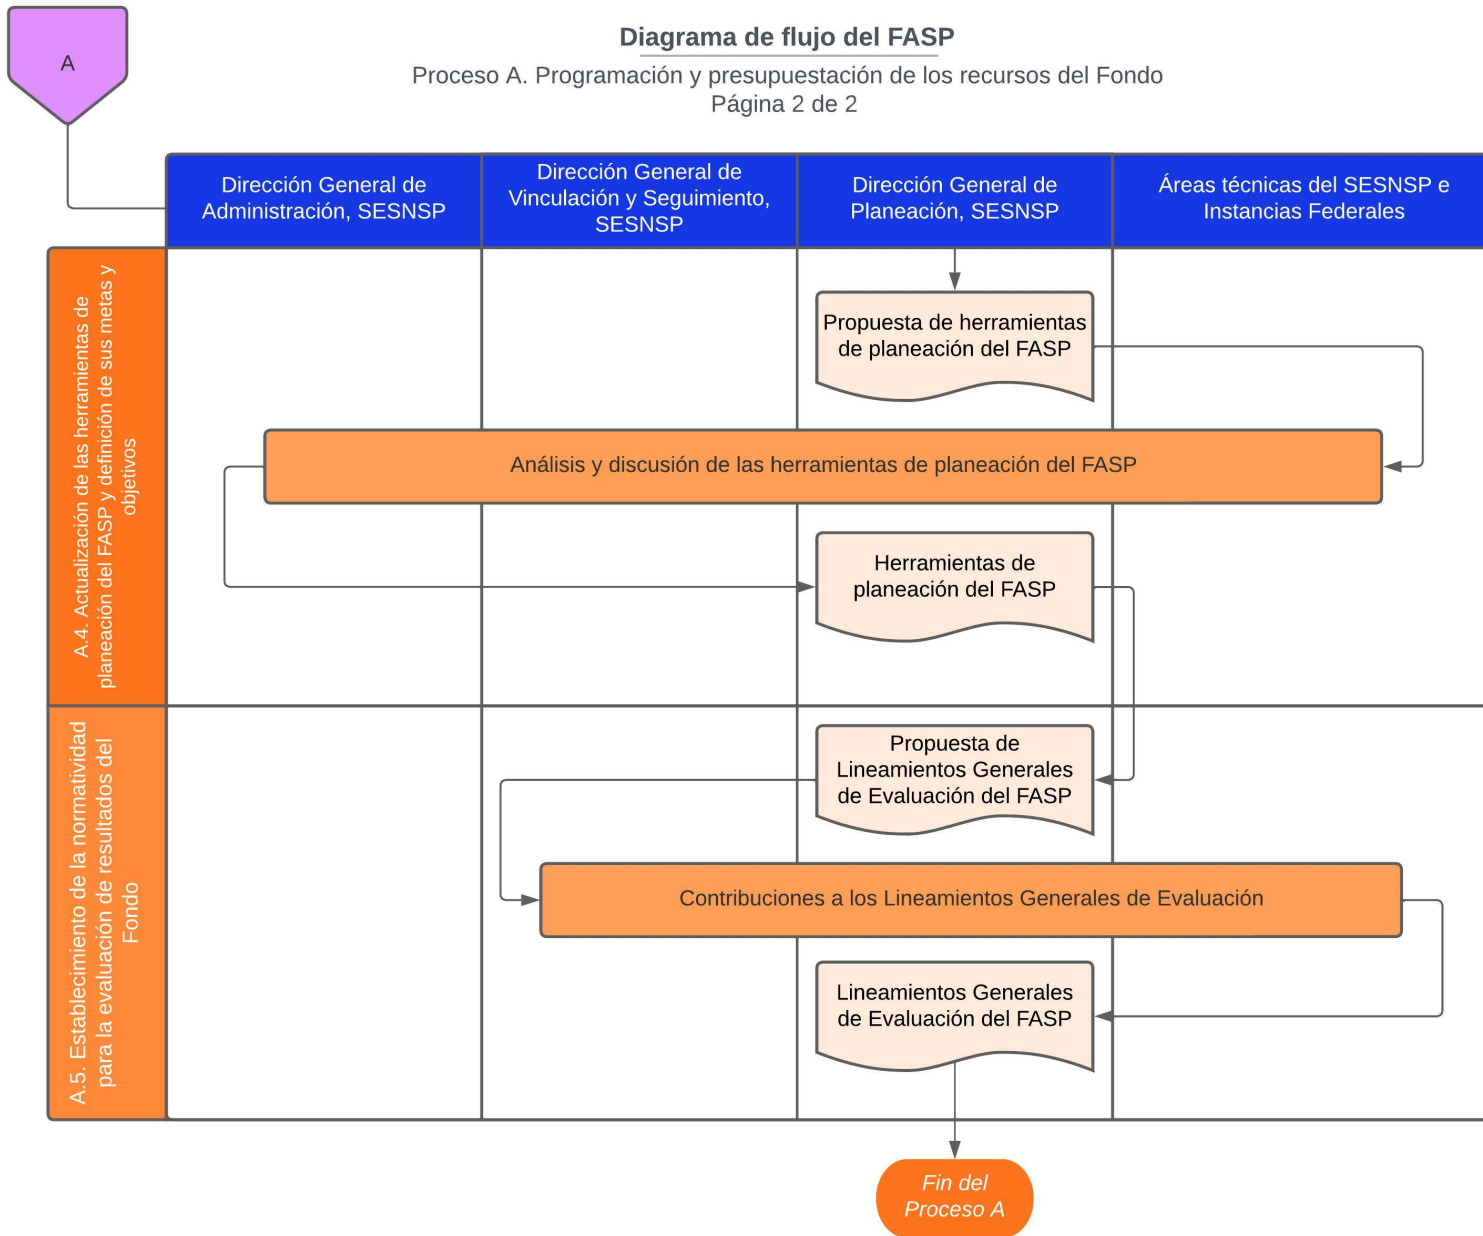 A
Diagrama de flujo del FASP
Proceso A. Programación y presupuestación de los recursos del Fondo
Página 2 de 2
Dirección General de
Administración, SESNSP
Dirección General de
Vinculación y Seguimiento,
SESNSP
Dirección General de
Planeación, SESNSP
Áreas técnicas del SESNSP e
Instancias Federales
A.4. Actualización de las herramientas de
planeación del FASP y definición de sus metas y
objetivos
Propuesta de herramientas
de planeación del FASP
Análisis y discusión de las herramientas de planeación del FASP
Herramientas de
planeación del FASP
A.5. Establecimiento de la normatividad
para la evaluación de resultados del
Fondo
Propuesta de
Lineamientos Generales
de Evaluación del FASP
Contribuciones a los Lineamientos Generales de Evaluación
Lineamientos Generales
de Evaluación del FASP
Fin del
Proceso A